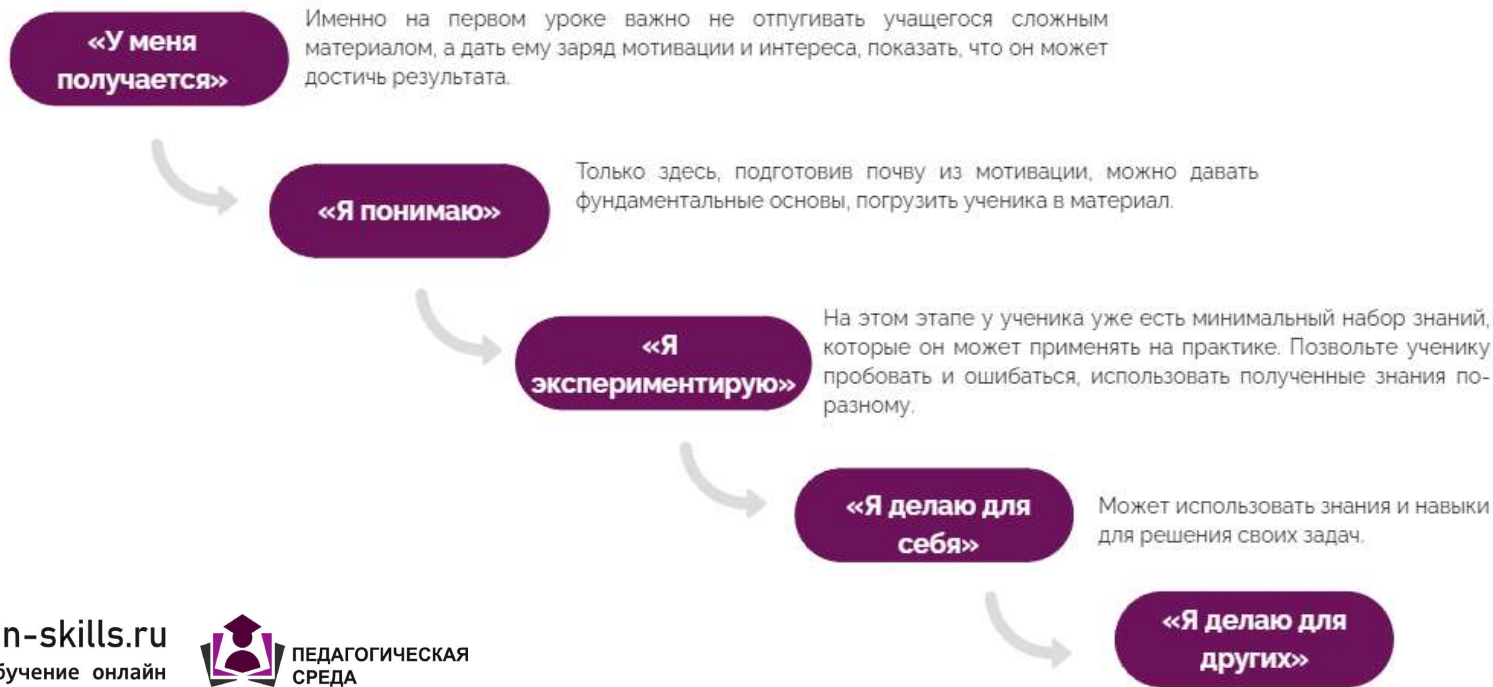 «У меня
получается»
Именно на первом уроке важно не отпугивать учащегося сложным
материалом, а дать ему заряд мотивации и интереса, показать, что он может
достичь результата.
«Я понимаю»
Только здесь, подготовив почву из мотивации, можно давать
фундаментальные основы, погрузить ученика в материал.
«Я
экспериментирую»
На этом этапе у ученика уже есть минимальный набор знаний,
которые он может применять на практике. Позвольте ученику
пробовать и ошибаться, использовать полученные знания по-
разному.
«Я делаю для
себя»
Может использовать знания и навыки
для решения своих задач.
«Я делаю для
других»
n-skills.ru
бучение онлайн
ПЕДАГОГИЧЕСКАЯ
СРЕДА